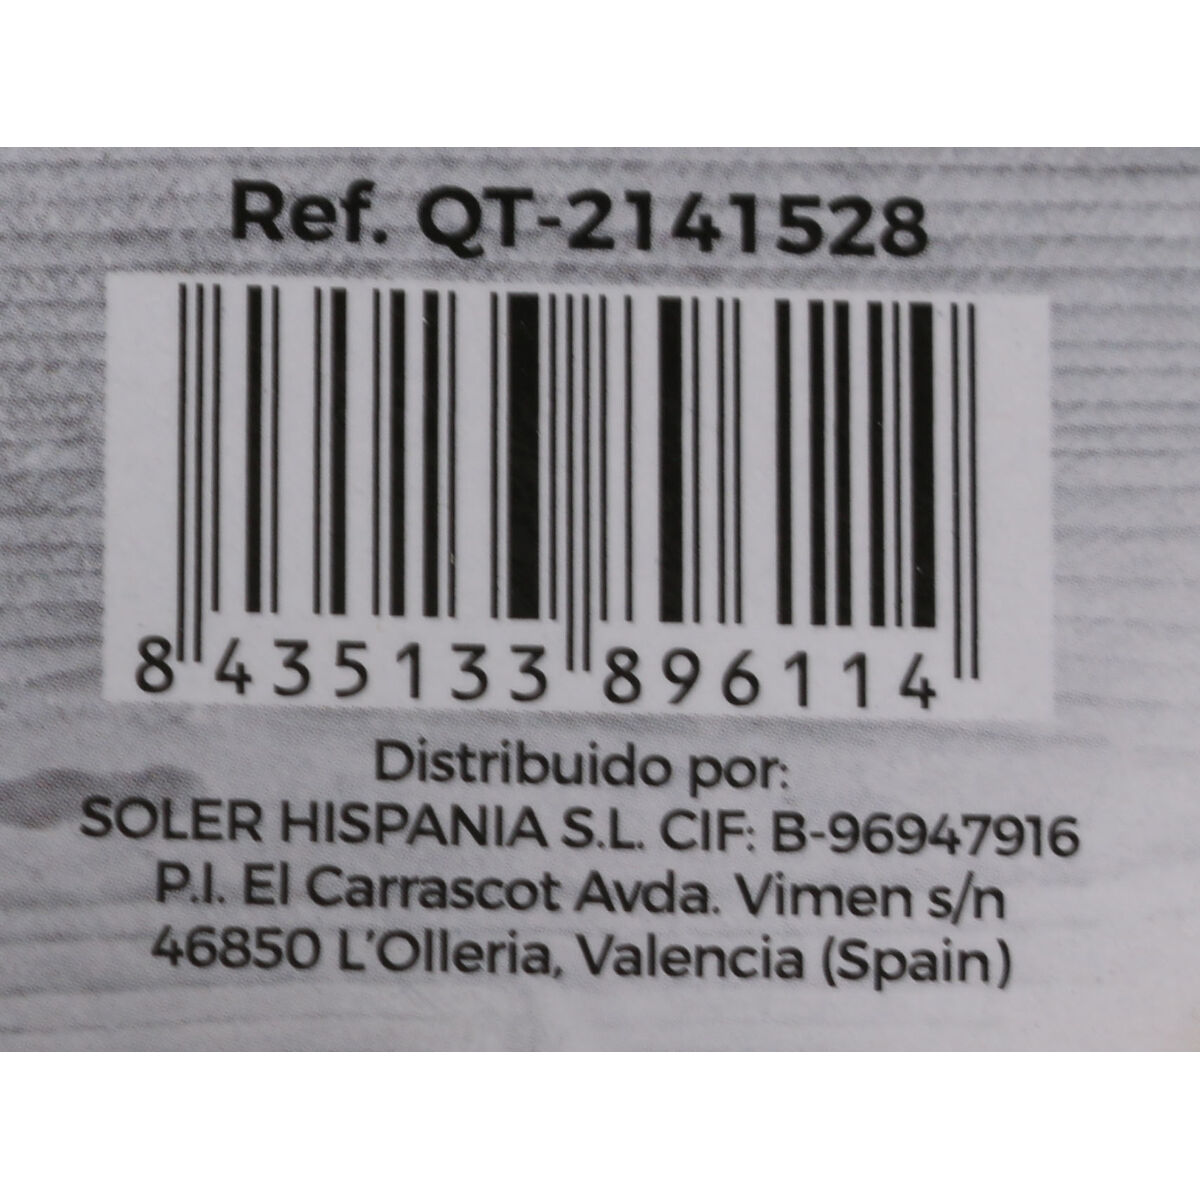 Ref. QT-2141528
8 435133 896114
Distribuido por:
SOLER HISPANIA S.L. CIF: B-96947916
P.I. El Carrascot Avda. Vimen s/n
46850 L'Olleria, Valencia (Spain)